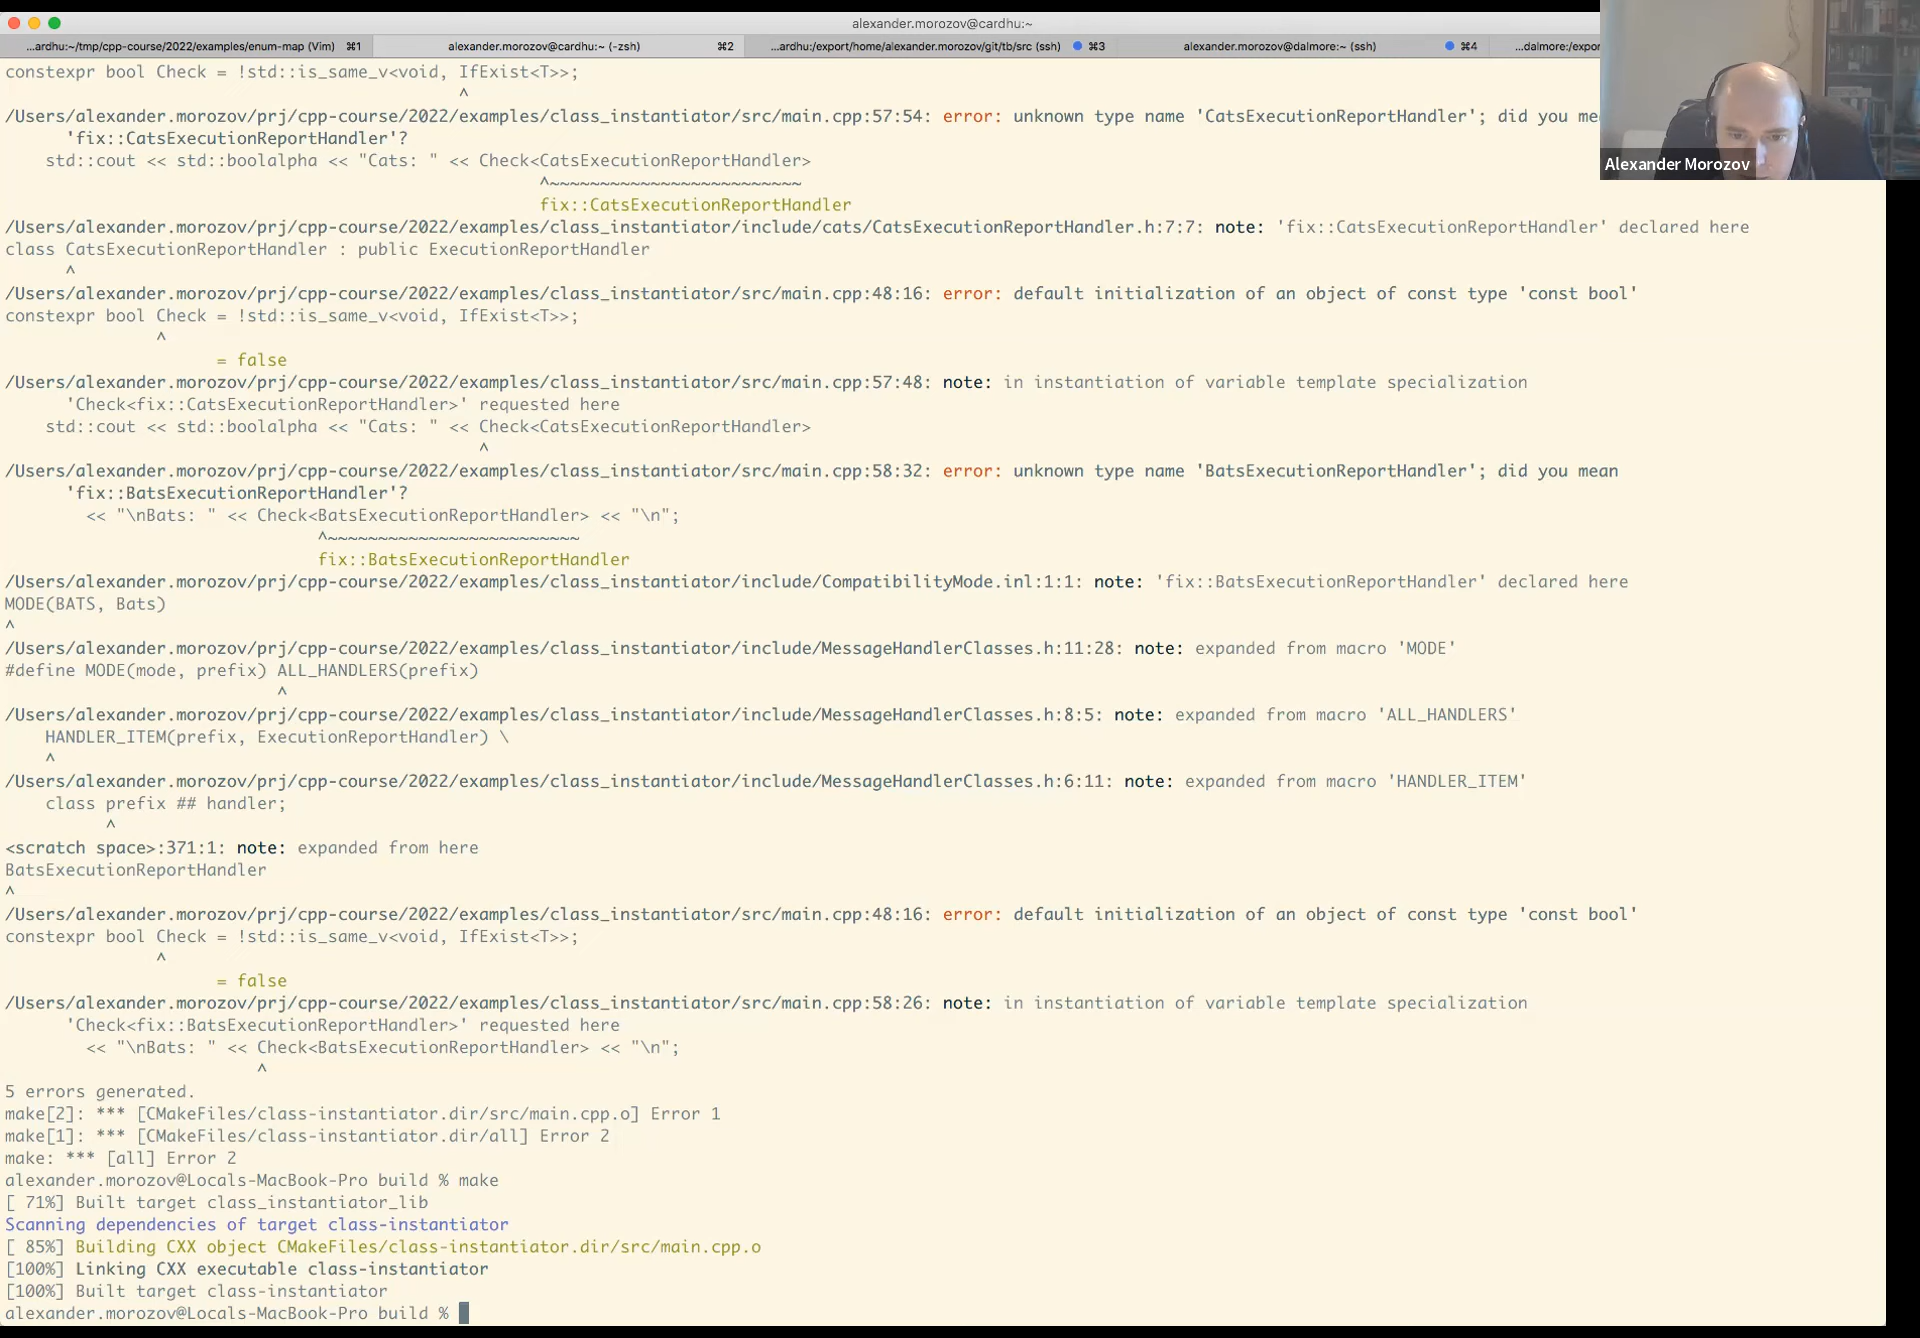 alexander.morozov@cardhu:~
...ardhu:~/tmp/cpp-course/2022/examples/enum-map (Vim) ⌘1 alexander.morozov@cardhu:~ (-zsh) ⌘2 ...ardhu:/export/home/alexander.morozov/git/tb/src (ssh) ⌘3 alexander.morozov@dalmore:~ (ssh) ⌘4 ...dalmore:/expor
constexpr bool Check = !std::is_same_v<void, IfExist<T>>;
^
/Users/alexander.morozov/prj/cpp-course/2022/examples/class_instantiator/src/main.cpp:57:54: error: unknown type name 'CatsExecutionReportHandler'; did you me
'fix::CatsExecutionReportHandler'?
std::cout << std::boolalpha << "Cats: " << Check<CatsExecutionReportHandler>
^~~~~~~~~~~~~~~~~~~~~~~~~~
fix::CatsExecutionReportHandler
/Users/alexander.morozov/prj/cpp-course/2022/examples/class_instantiator/include/cats/CatsExecutionReportHandler.h:7:7: note: 'fix::CatsExecutionReportHandler' declared here
class CatsExecutionReportHandler : public ExecutionReportHandler
^
/Users/alexander.morozov/prj/cpp-course/2022/examples/class_instantiator/src/main.cpp:48:16: error: default initialization of an object of const type 'const bool'
constexpr bool Check = !std::is_same_v<void, IfExist<T>>;
^
= false
/Users/alexander.morozov/prj/cpp-course/2022/examples/class_instantiator/src/main.cpp:57:48: note: in instantiation of variable template specialization
'Check<fix::CatsExecutionReportHandler>' requested here
std::cout << std::boolalpha << "Cats: " << Check<CatsExecutionReportHandler>
^
/Users/alexander.morozov/prj/cpp-course/2022/examples/class_instantiator/src/main.cpp:58:32: error: unknown type name 'BatsExecutionReportHandler'; did you mean
'fix::BatsExecutionReportHandler'?
<< "\nBats: " << Check<BatsExecutionReportHandler> << "\n";
^~~~~~~~~~~~~~~~~~~~~~~~~~
fix::BatsExecutionReportHandler
/Users/alexander.morozov/prj/cpp-course/2022/examples/class_instantiator/include/CompatibilityMode.inl:1:1: note: 'fix::BatsExecutionReportHandler' declared here
MODE(BATS, Bats)
^
/Users/alexander.morozov/prj/cpp-course/2022/examples/class_instantiator/include/MessageHandlerClasses.h:11:28: note: expanded from macro 'MODE'
#define MODE(mode, prefix) ALL_HANDLERS(prefix)
^
/Users/alexander.morozov/prj/cpp-course/2022/examples/class_instantiator/include/MessageHandlerClasses.h:8:5: note: expanded from macro 'ALL_HANDLERS'
HANDLER_ITEM(prefix, ExecutionReportHandler) \
^
/Users/alexander.morozov/prj/cpp-course/2022/examples/class_instantiator/include/MessageHandlerClasses.h:6:11: note: expanded from macro 'HANDLER_ITEM'
class prefix ## handler;
^
<scratch space>:371:1: note: expanded from here
BatsExecutionReportHandler
^
/Users/alexander.morozov/prj/cpp-course/2022/examples/class_instantiator/src/main.cpp:48:16: error: default initialization of an object of const type 'const bool'
constexpr bool Check = !std::is_same_v<void, IfExist<T>>;
^
= false
/Users/alexander.morozov/prj/cpp-course/2022/examples/class_instantiator/src/main.cpp:58:26: note: in instantiation of variable template specialization
'Check<fix::BatsExecutionReportHandler>' requested here
<< "\nBats: " << Check<BatsExecutionReportHandler> << "\n";
^
5 errors generated.
make[2]: *** [CMakeFiles/class-instantiator.dir/src/main.cpp.o] Error 1
make[1]: *** [CMakeFiles/class-instantiator.dir/all] Error 2
make: *** [all] Error 2
alexander.morozov@Locals-MacBook-Pro build % make
[ 71%] Built target class_instantiator_lib
Scanning dependencies of target class-instantiator
[ 85%] Building CXX object CMakeFiles/class-instantiator.dir/src/main.cpp.o
[100%] Linking CXX executable class-instantiator
[100%] Built target class-instantiator
alexander.morozov@Locals-MacBook-Pro build %
Alexander Morozov